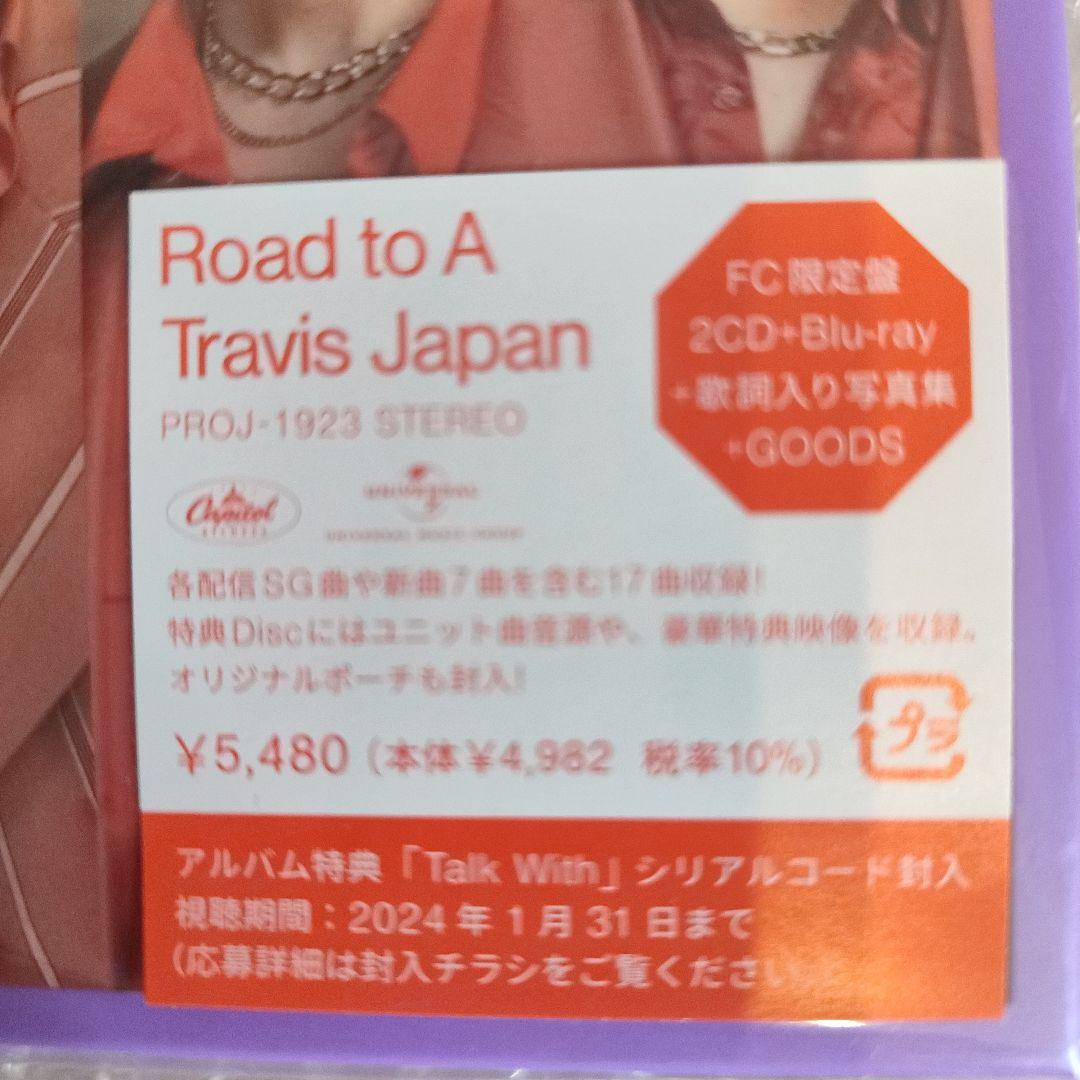 Road to A
Travis Japan
PROJ-1923 STEREO
FC限定盤
2CD+Blu-ray
+歌詞入り写真集
+GOODS
Capitol
RECORDS
UNIVERSAL
UNIVERSAL MUSIC GROUP
各配信SG曲や新曲7曲を含む17曲収録!
特典Discにはユニット曲音源や、豪華特典映像を収録。
オリジナルポーチも封入!
¥5,480 (本体¥4,982 税率10%)
プラ
アルバム特典「Talk With」シリアルコード封入
視聴期間:2024年1月31日まで
(応募詳細は封入チラシをご覧ください